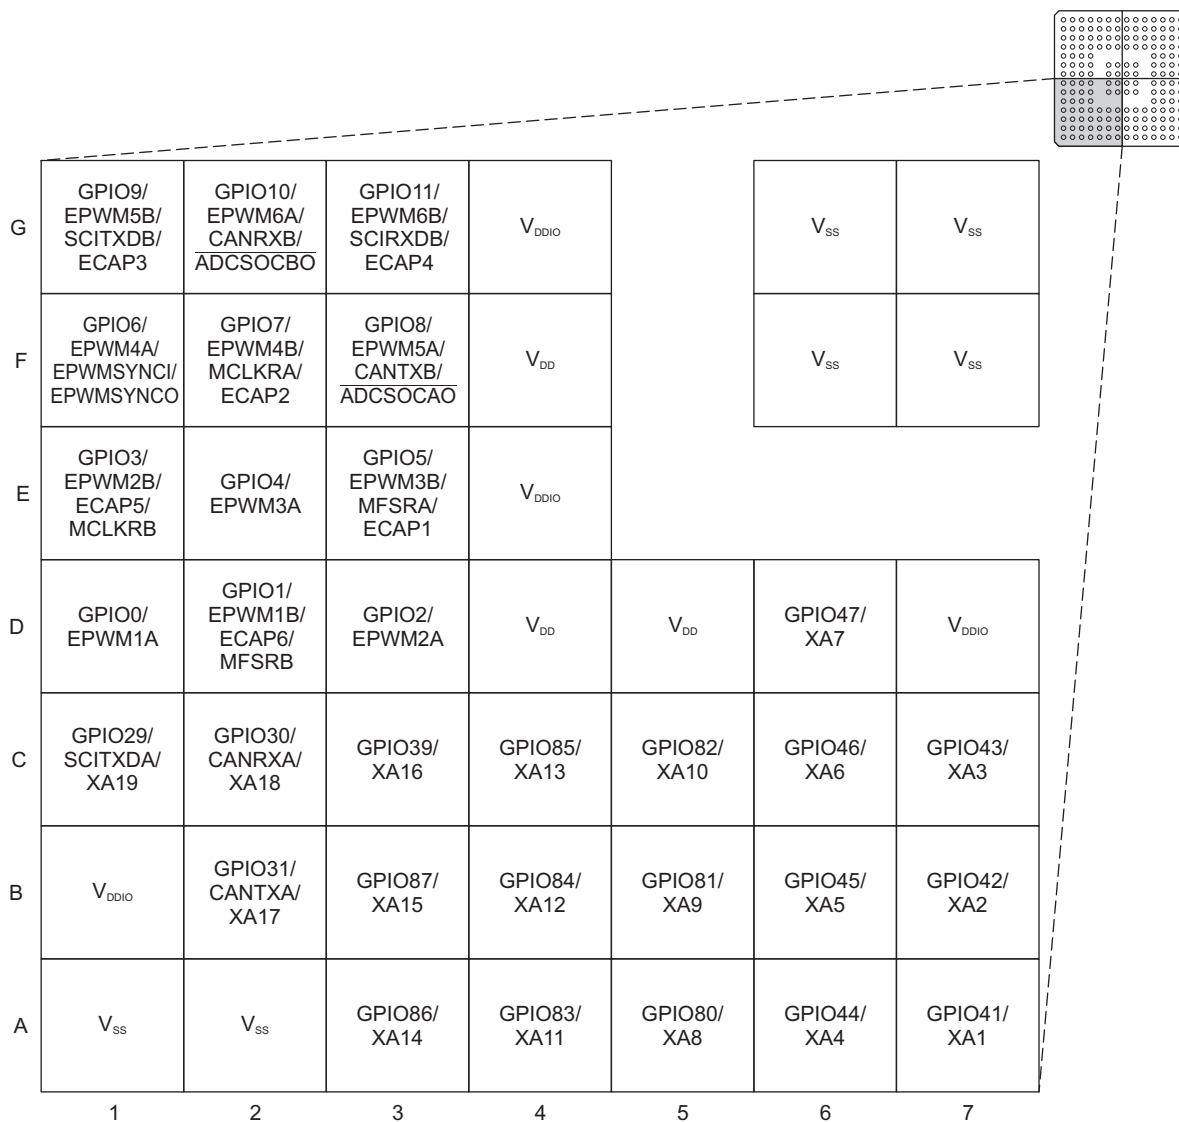 G
GPIO9/
EPWM5B/
SCITXDB/
ECAP3
GPIO10/
EPWM6A/
CANRXB/
ADCSOCBO
GPIO11/
EPWM6B/
SCIRXDB/
ECAP4
VDDIO
VSS
VSS
F
GPIO6/
EPWM4A/
EPWMSYNCI/
EPWMSYNCO
GPIO7/
EPWM4B/
MCLKRA/
ECAP2
GPIO8/
EPWM5A/
CANTXB/
ADCSOCAO
VDD
VSS
VSS
E
GPIO3/
EPWM2B/
ECAP5/
MCLKRB
GPIO4/
EPWM3A
GPIO5/
EPWM3B/
MFSRA/
ECAP1
VDDIO
D
GPIO0/
EPWM1A
GPIO1/
EPWM1B/
ECAP6/
MFSRB
GPIO2/
EPWM2A
VDD
VDD
GPIO47/
XA7
VDDIO
C
GPIO29/
SCITXDA/
XA19
GPIO30/
CANRXA/
XA18
GPIO39/
XA16
GPIO85/
XA13
GPIO82/
XA10
GPIO46/
XA6
GPIO43/
XA3
B
VDDIO
GPIO31/
CANTXA/
XA17
GPIO87/
XA15
GPIO84/
XA12
GPIO81/
XA9
GPIO45/
XA5
GPIO42/
XA2
A
VSS
VSS
GPIO86/
XA14
GPIO83/
XA11
GPIO80/
XA8
GPIO44/
XA4
GPIO41/
XA1
1 2 3 4 5 6 7